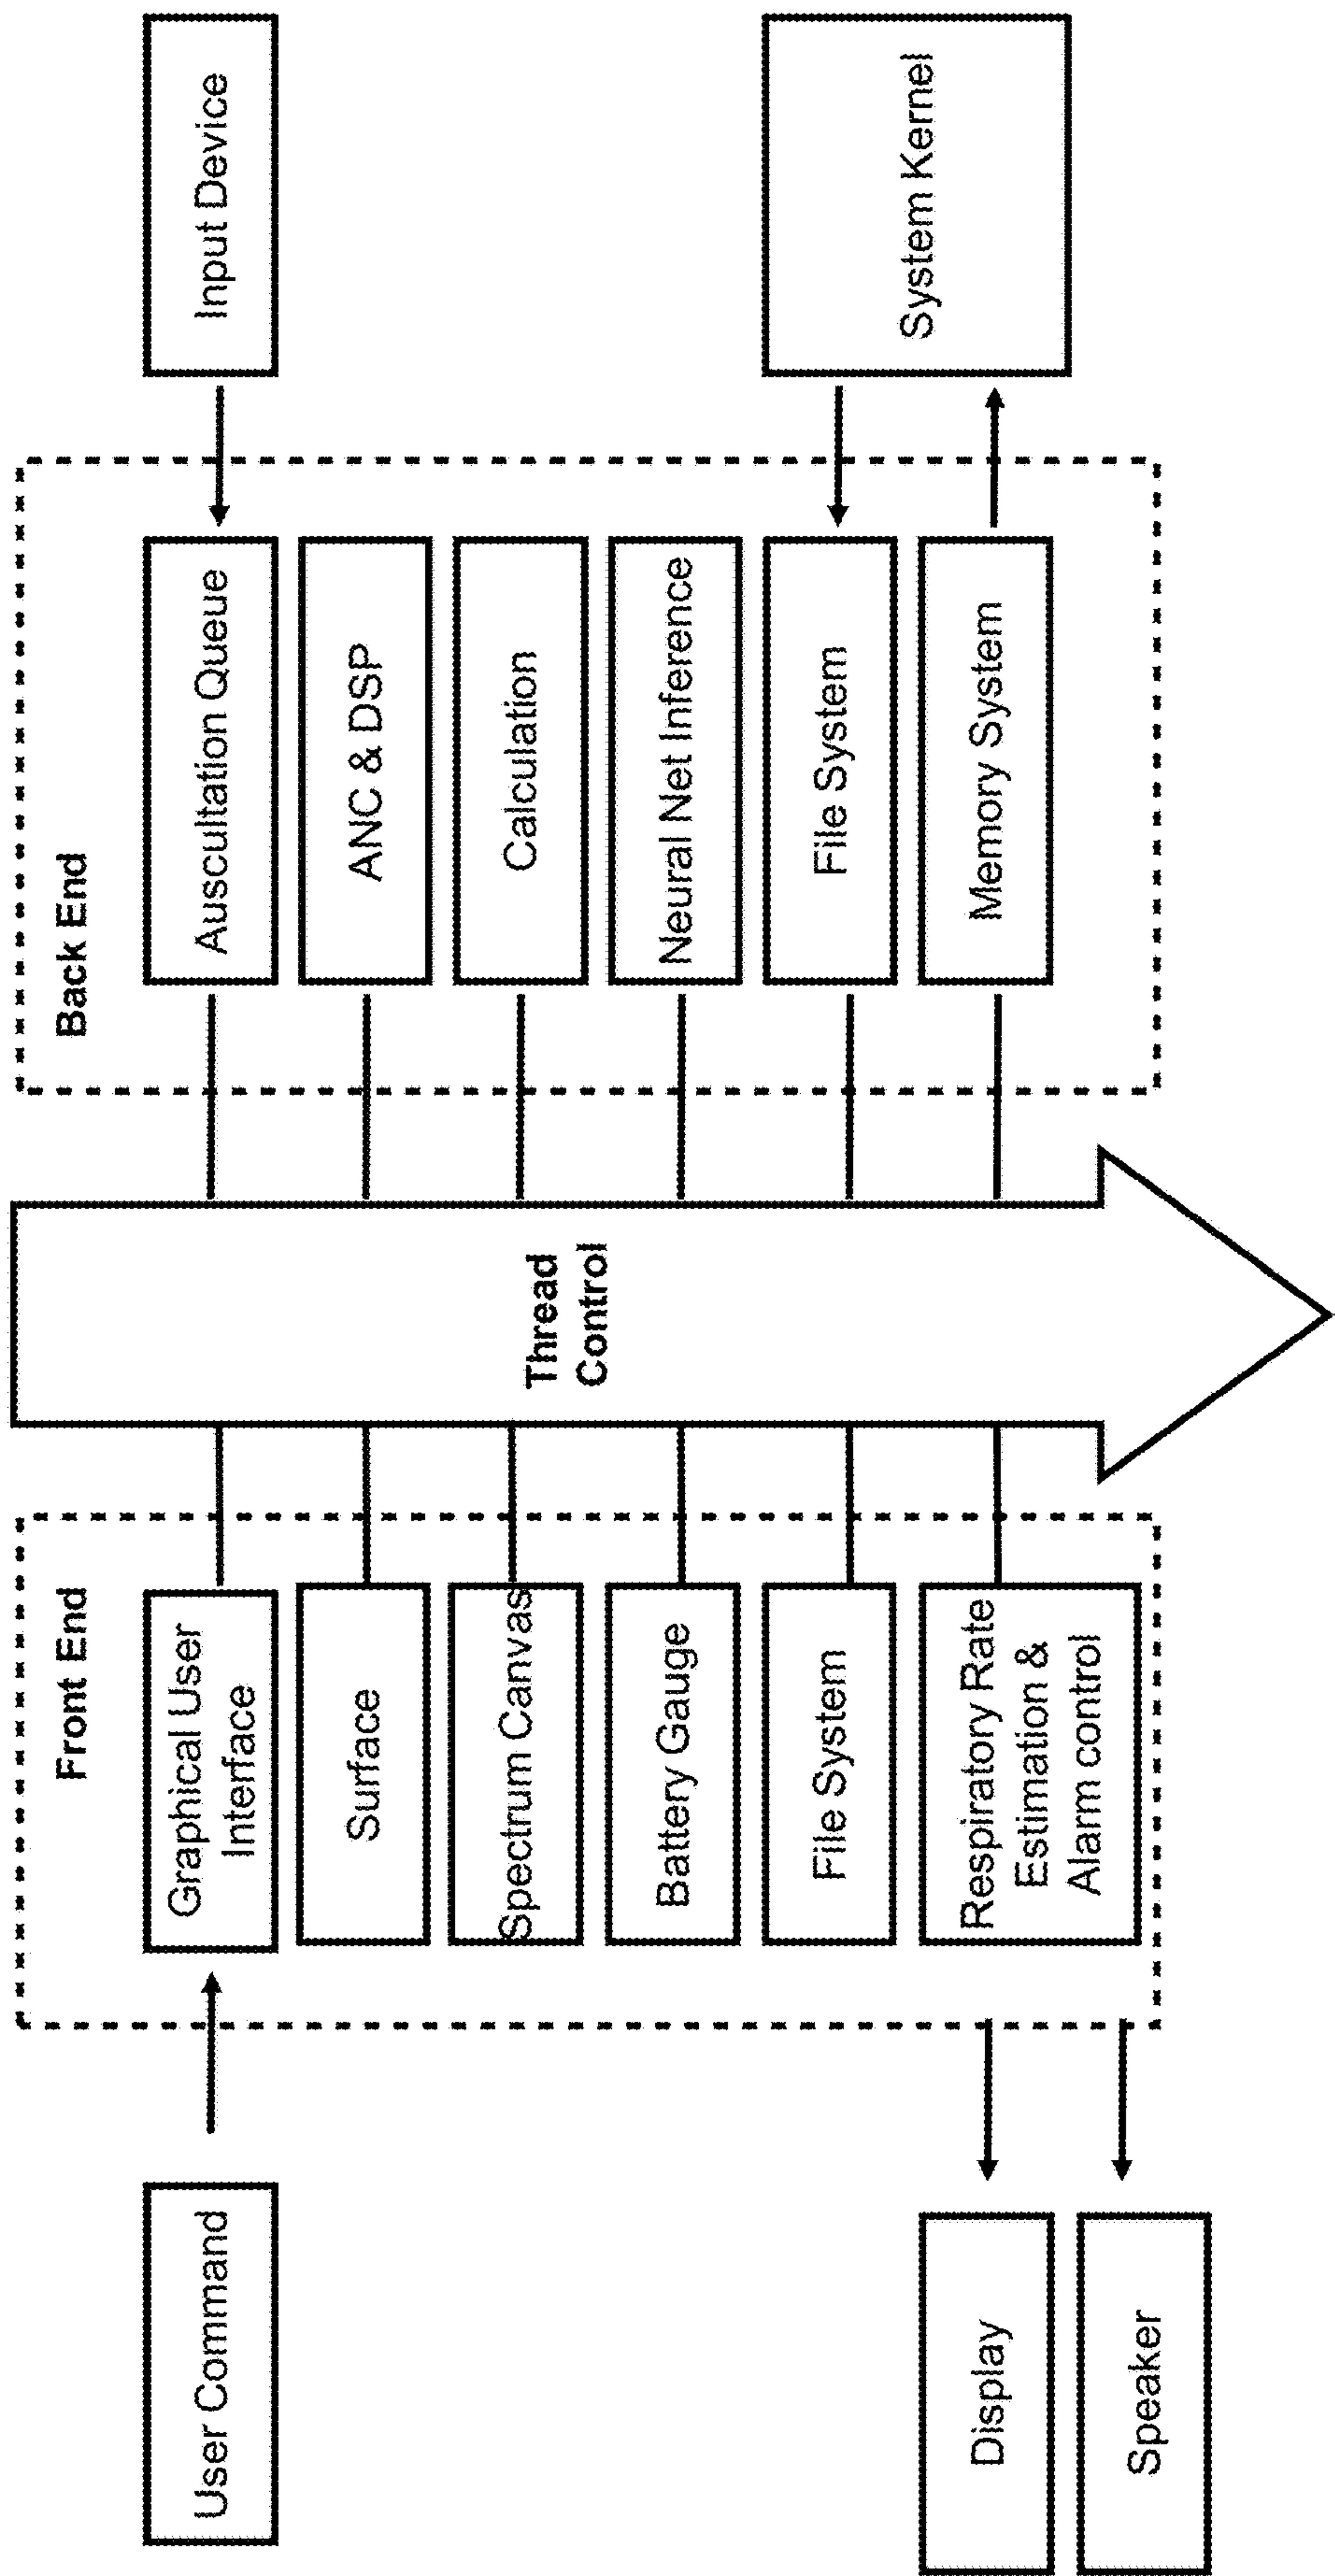 User Command
Display
Speaker
Front End
Graphical User
Interface
Surface
Spectrum Canvas
Battery Gauge
File System
Respiratory Rate
Estimation &
Alarm control
Thread
Control
Back End
Auscultation Queue
ANC & DSP
Calculation
Neural Net Inference
File System
Memory System
Input Device
System Kernel